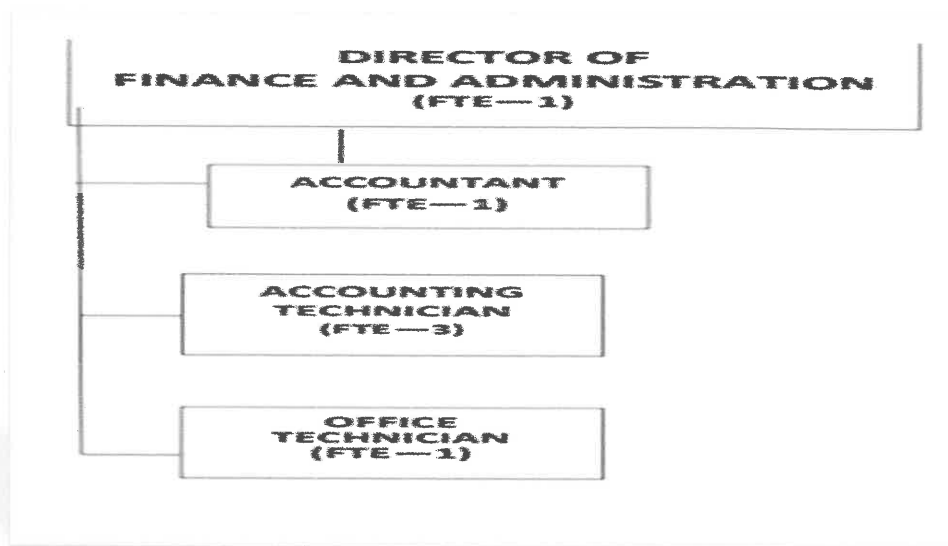 DIRECTOR OF
FINANCE AND ADMINISTRATION
(FTE—1)
ACCOUNTANT
(FTE—1)
ACCOUNTING
TECHNICIAN
(FTE—3)
OFFICE
TECHNICIAN
(FTE—1)